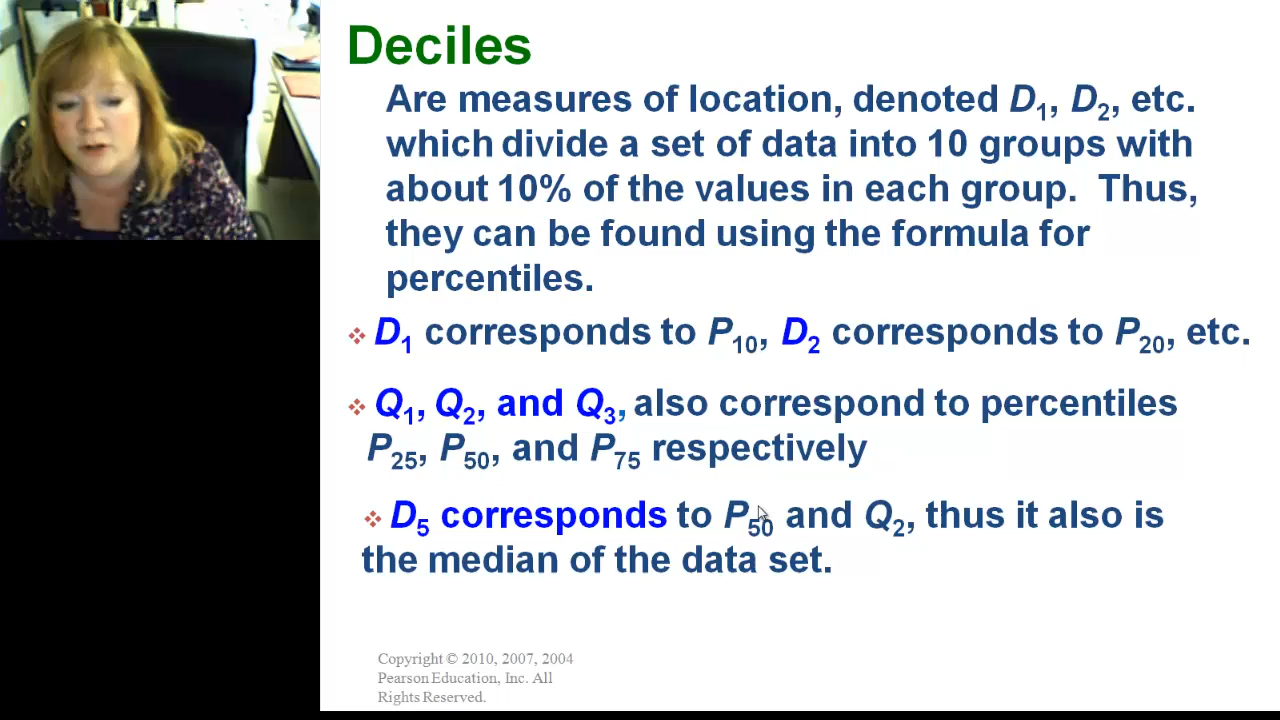 Deciles
Are measures of location, denoted D1, D2, etc.
which divide a set of data into 10 groups with
about 10% of the values in each group. Thus,
they can be found using the formula for
percentiles.
D1 corresponds to P10, D2 corresponds to P20, etc.
Q1, Q2, and Q3, also correspond to percentiles
P25, P50, and P75 respectively
D5 corresponds to P50 and Q2, thus it also is
the median of the data set.
Copyright © 2010, 2007, 2004
Pearson Education, Inc. All
Rights Reserved.